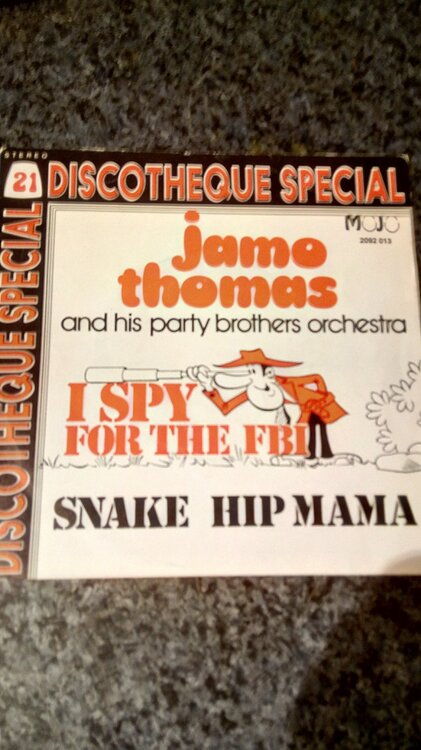 STEREO
21
DISCOTHEQUE SPECIAL
DISCOTHEQUE SPECIAL
MOJO
2092 013
jamo
thomas
and his party brothers orchestra
I SPY
FOR THE FBI
SNAKE HIP MAMA